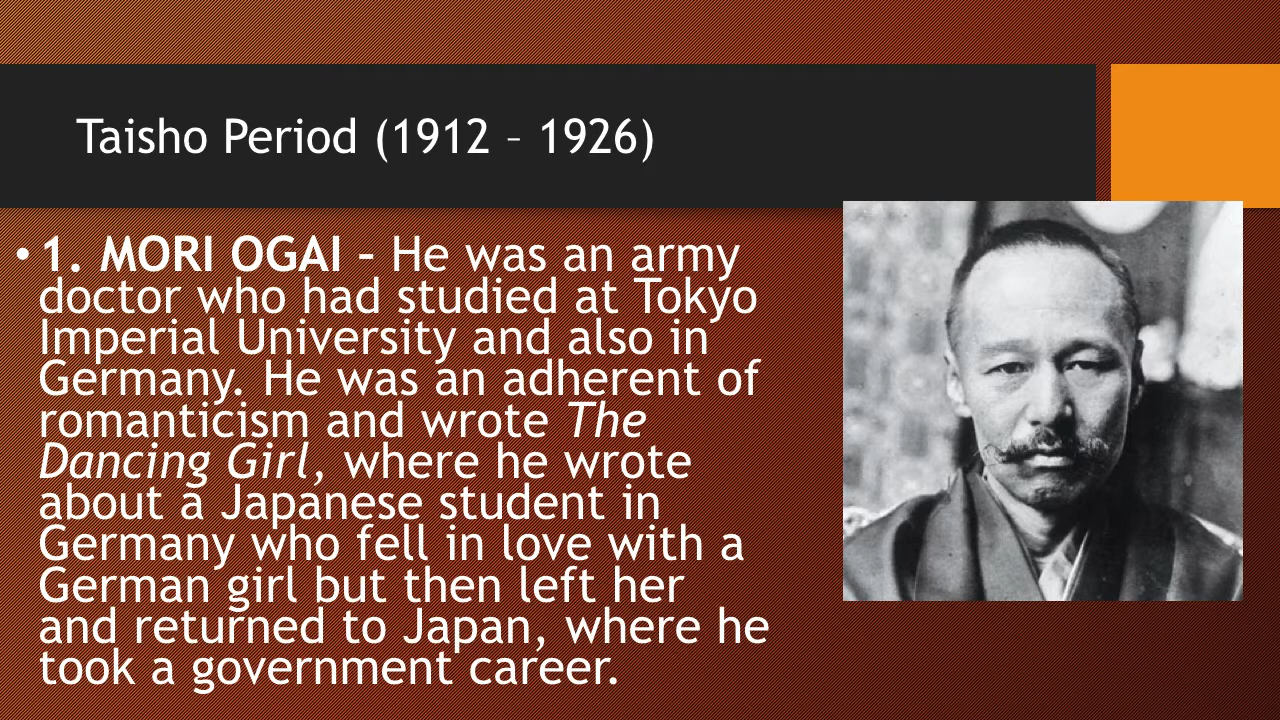 Taisho Period (1912 – 1926)
• 1. MORI OGAI – He was an army
doctor who had studied at Tokyo
Imperial University and also in
Germany. He was an adherent of
romanticism and wrote The
Dancing Girl, where he wrote
about a Japanese student in
Germany who fell in love with a
German girl but then left her
and returned to Japan, where he
took a government career.